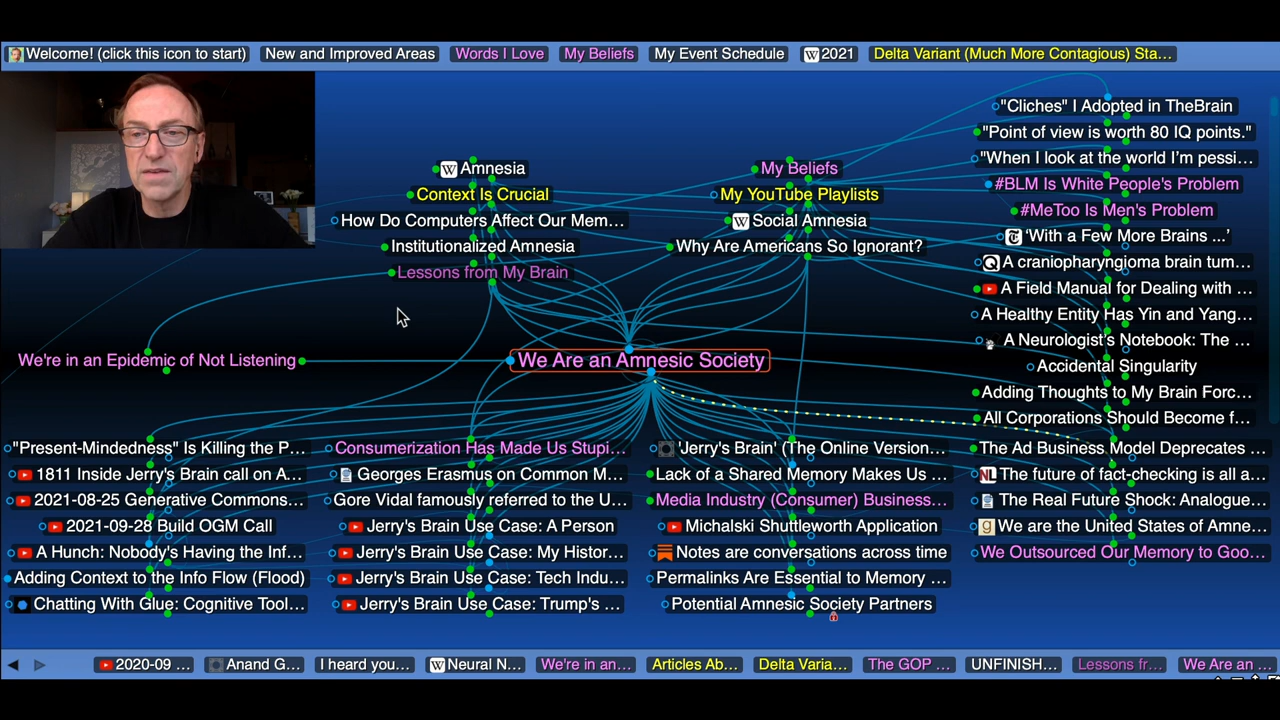 Welcome! (click this icon to start)
New and Improved Areas
Words I Love
My Beliefs
My Event Schedule
W 2021
Delta Variant (Much More Contagious) Sta...
W Amnesia
Context Is Crucial
How Do Computers Affect Our Mem...
Institutionalized Amnesia
Lessons from My Brain
My Beliefs
My YouTube Playlists
W Social Amnesia
Why Are Americans So Ignorant?
"Cliches" I Adopted in TheBrain
"Point of view is worth 80 IQ points."
"When I look at the world I'm pessi...
#BLM Is White People's Problem
#MeToo Is Men's Problem
'With a Few More Brains ...'
A craniopharyngioma brain tum...
A Field Manual for Dealing with ...
A Healthy Entity Has Yin and Yang...
A Neurologist's Notebook: The ...
Accidental Singularity
Adding Thoughts to My Brain Forc...
All Corporations Should Become f...
We're in an Epidemic of Not Listening
We Are an Amnesic Society
"Present-Mindedness" Is Killing the P...
1811 Inside Jerry's Brain call on A...
2021-08-25 Generative Commons...
2021-09-28 Build OGM Call
A Hunch: Nobody's Having the Inf...
Adding Context to the Info Flow (Flood)
Chatting With Glue: Cognitive Tool...
Consumerization Has Made Us Stupi...
Georges Erasmus on Common M...
Gore Vidal famously referred to the U...
Jerry's Brain Use Case: A Person
Jerry's Brain Use Case: My Histor...
Jerry's Brain Use Case: Tech Indu...
Jerry's Brain Use Case: Trump's ...
'Jerry's Brain' (The Online Version...
Lack of a Shared Memory Makes Us ...
Media Industry (Consumer) Business...
Michalski Shuttleworth Application
Notes are conversations across time
Permalinks Are Essential to Memory ...
Potential Amnesic Society Partners
The Ad Business Model Deprecates ...
NL The future of fact-checking is all a...
The Real Future Shock: Analogue...
g We are the United States of Amne...
We Outsourced Our Memory to Goo...
2020-09 ...
Anand G...
I heard you...
W Neural N...
We're in an...
Articles Ab...
Delta Varia...
The GOP ...
UNFINISH...
Lessons fr...
We Are an ...